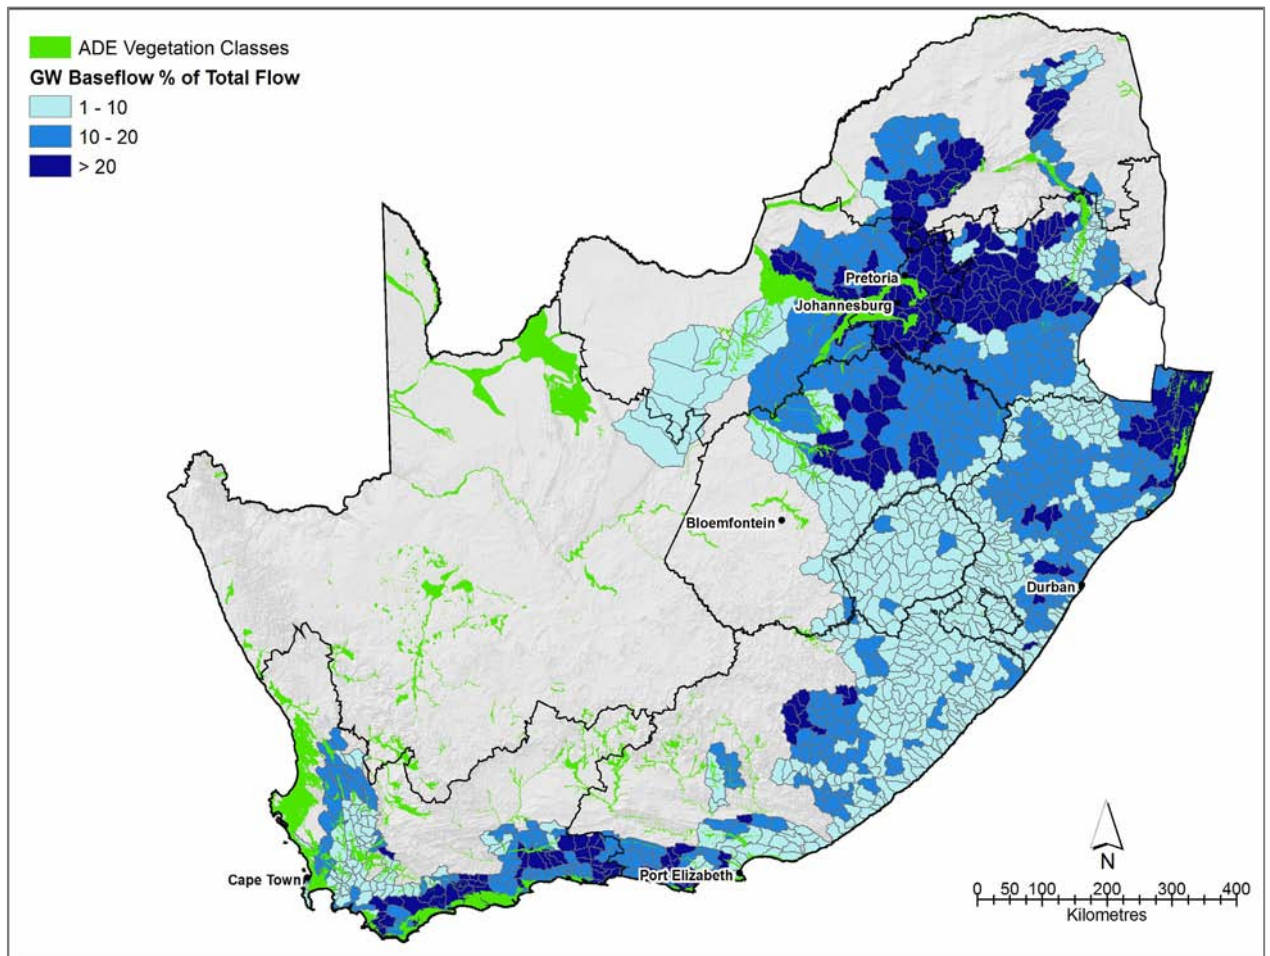 ADE Vegetation Classes
GW Baseflow % of Total Flow
1 - 10
10 - 20
> 20
Pretoria
Johannesburg
Bloemfontein
Durban
Cape Town
Port Elizabeth
N
0 50 100 200 300 400
Kilometres